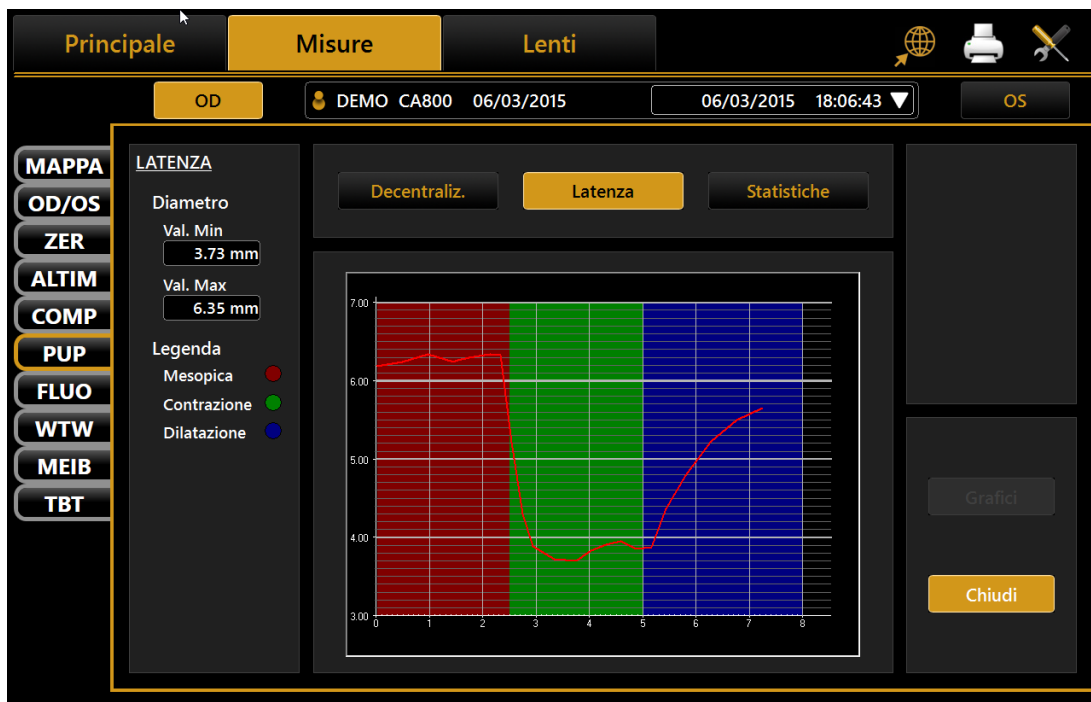 Principale Misure Lenti
OD DEMO CA800 06/03/2015 06/03/2015 18:06:43 OS
MAPPA
OD/OS
ZER
ALTIM
COMP
PUP
FLUO
WTW
MEIB
TBT
LATENZA
Diametro
Val. Min
3.73 mm
Val. Max
6.35 mm
Legenda
Mesopica
Contrazione
Dilatazione
Decentraliz. Latenza Statistiche
7.00
6.00
5.00
4.00
3.00
0 1 2 3 4 5 6 7 8
Grafici
Chiudi